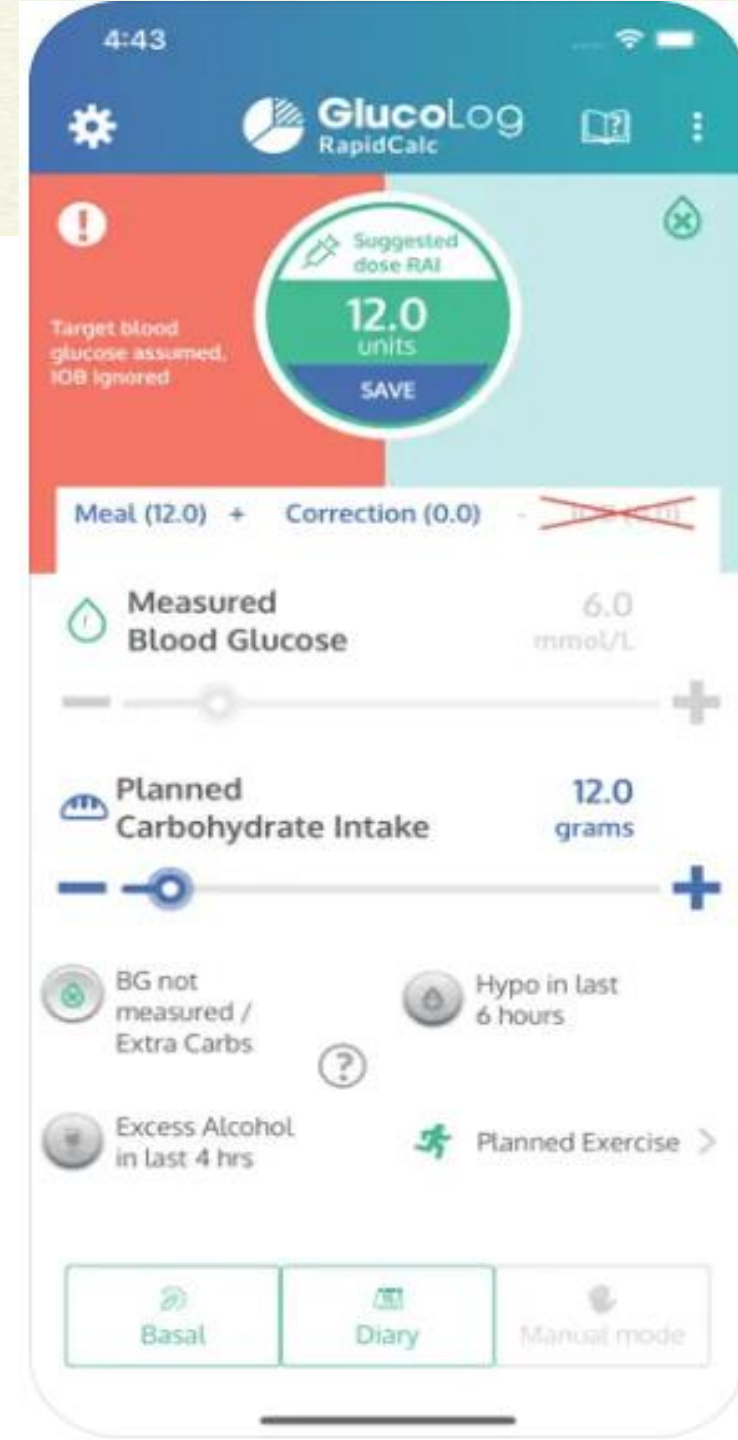 4:43
GlucoLog
RapidCalc
Suggested
dose RAI
12.0
units
SAVE
Target blood
glucose assumed,
IOB ignored
Meal (12.0) + Correction (0.0) -
Measured
Blood Glucose
6.0
mmol/L
Planned
Carbohydrate Intake
12.0
grams
BG not
measured /
Extra Carbs
Hypo in last
6 hours
?
Excess Alcohol
in last 4 hrs
Planned Exercise >
Basal
Diary
Manual mode